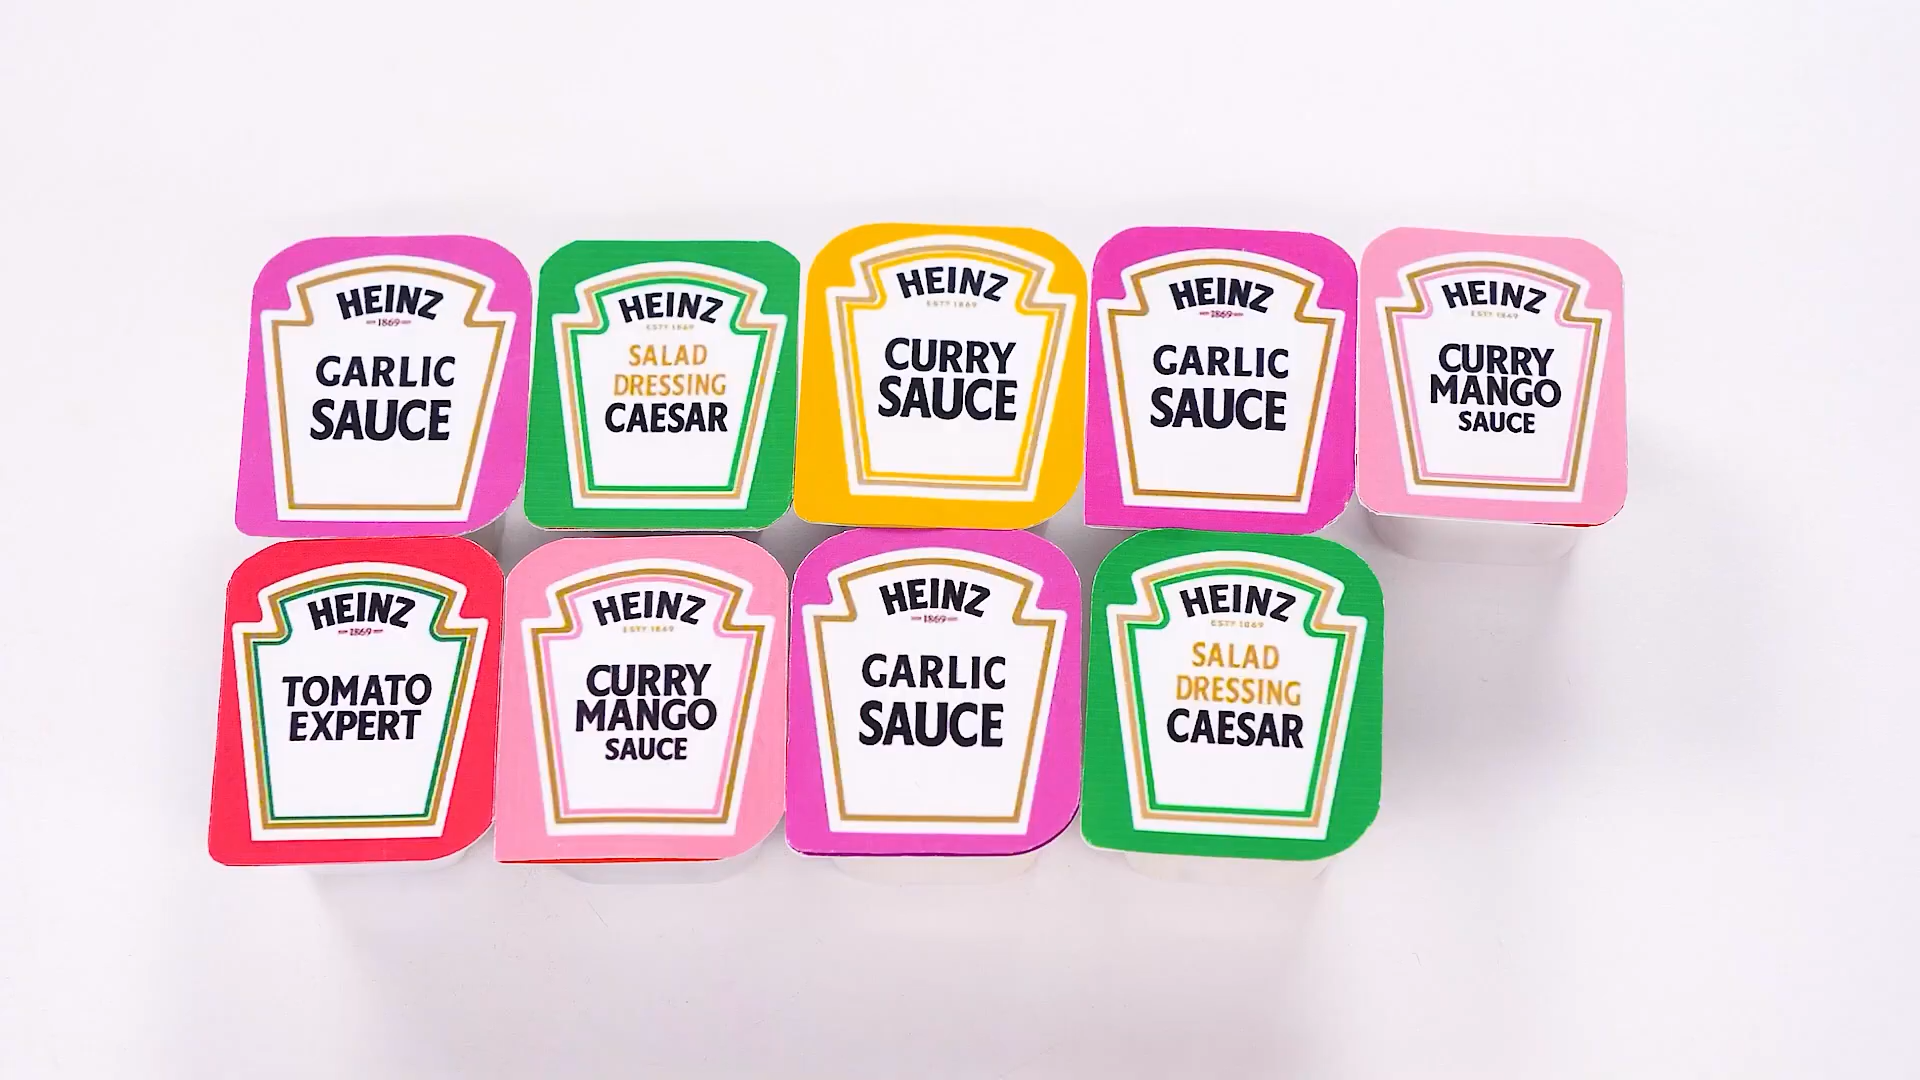 HEINZ
1869
GARLIC
SAUCE
HEINZ
ESTD 1869
SALAD
DRESSING
CAESAR
HEINZ
ESTD 1869
CURRY
SAUCE
HEINZ
1869
GARLIC
SAUCE
HEINZ
ESTD 1869
CURRY
MANGO
SAUCE
HEINZ
1869
TOMATO
EXPERT
HEINZ
ESTD 1869
CURRY
MANGO
SAUCE
HEINZ
1869
GARLIC
SAUCE
HEINZ
ESTD 1869
SALAD
DRESSING
CAESAR